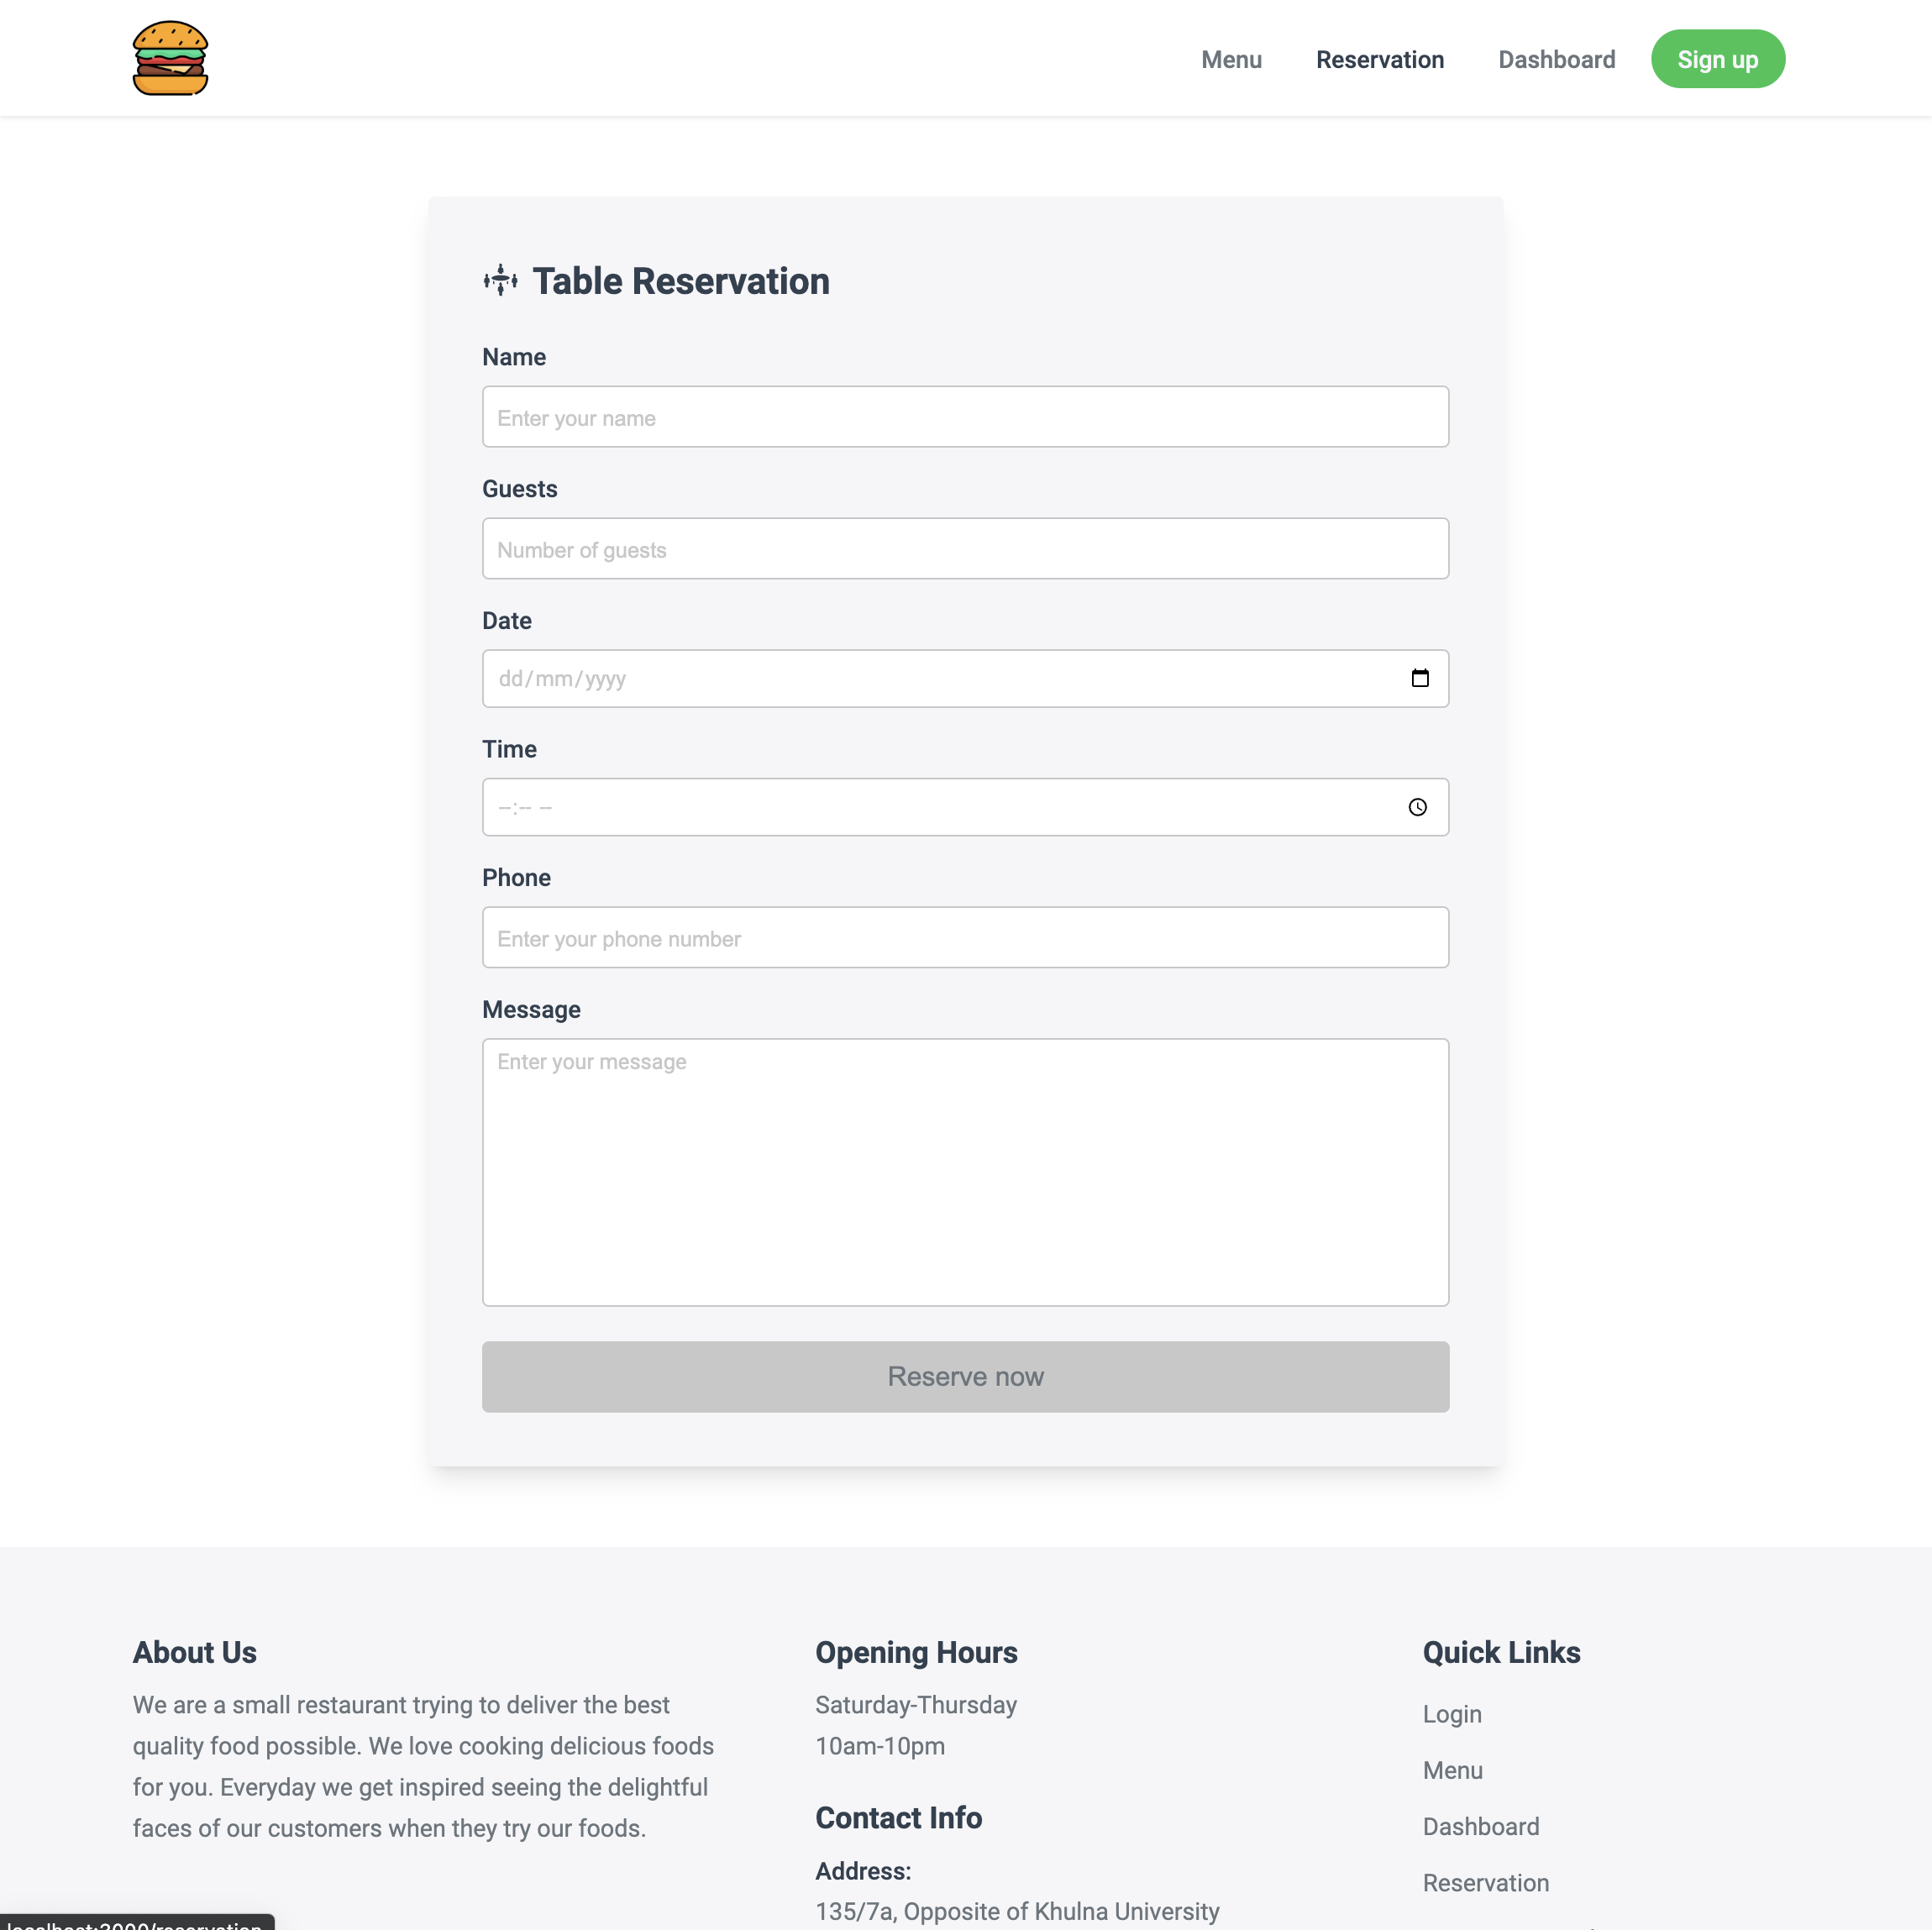 Menu
Reservation
Dashboard
Sign up
Table Reservation
Name
Enter your name
Guests
Number of guests
Date
dd/mm/yyyy
Time
--:-- --
Phone
Enter your phone number
Message
Enter your message
Reserve now
About Us
We are a small restaurant trying to deliver the best
quality food possible. We love cooking delicious foods
for you. Everyday we get inspired seeing the delightful
faces of our customers when they try our foods.
Opening Hours
Saturday-Thursday
10am-10pm
Contact Info
Address:
135/7a, Opposite of Khulna University
Quick Links
Login
Menu
Dashboard
Reservation
localhost:3000/reservation